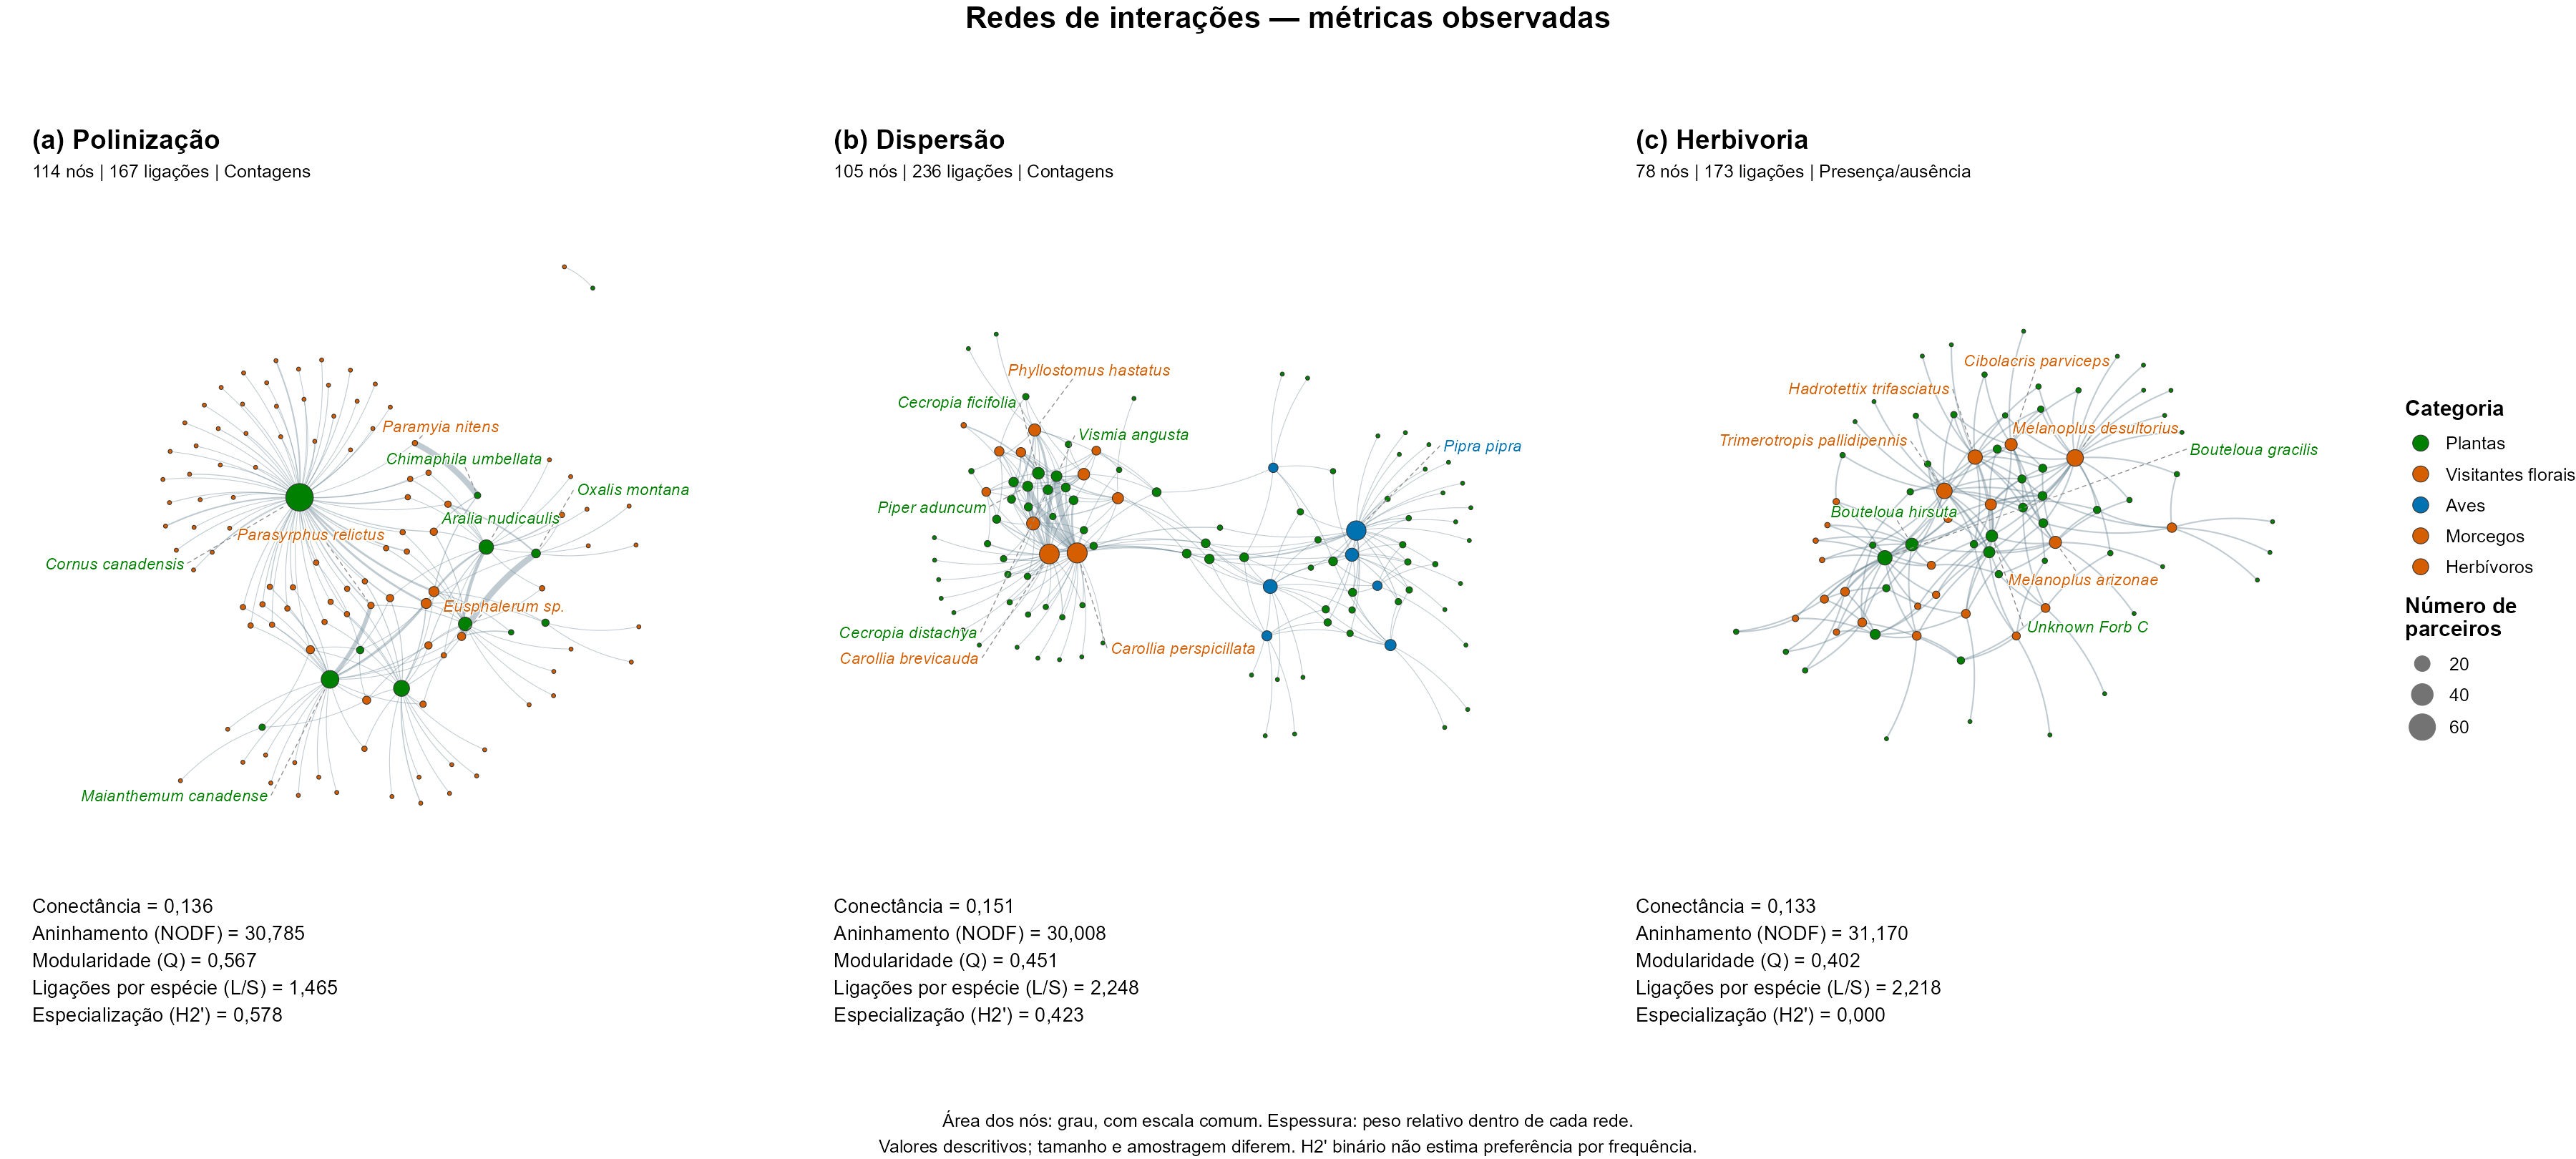 Redes de interações — métricas observadas
(a) Polinização
114 nós | 167 ligações | Contagens
Paramyia nitens
Chimaphila umbellata
Oxalis montana
Aralia nudicaulis
Parasyrphus relictus
Cornus canadensis
Eusphalerum sp.
Maianthemum canadense
Conectância = 0,136
Aninhamento (NODF) = 30,785
Modularidade (Q) = 0,567
Ligações por espécie (L/S) = 1,465
Especialização (H2') = 0,578
(b) Dispersão
105 nós | 236 ligações | Contagens
Phyllostomus hastatus
Cecropia ficifolia
Vismia angusta
Pipra pipra
Piper aduncum
Cecropia distachya
Carollia perspicillata
Carollia brevicauda
Conectância = 0,151
Aninhamento (NODF) = 30,008
Modularidade (Q) = 0,451
Ligações por espécie (L/S) = 2,248
Especialização (H2') = 0,423
(c) Herbivoria
78 nós | 173 ligações | Presença/ausência
Cibolacris parviceps
Hadrotettix trifasciatus
Melanoplus desultorius
Trimerotropis pallidipennis
Bouteloua gracilis
Bouteloua hirsuta
Melanoplus arizonae
Unknown Forb C
Conectância = 0,133
Aninhamento (NODF) = 31,170
Modularidade (Q) = 0,402
Ligações por espécie (L/S) = 2,218
Especialização (H2') = 0,000
Categoria
Plantas
Visitantes florais
Aves
Morcegos
Herbívoros
Número de
parceiros
20
40
60
Área dos nós: grau, com escala comum. Espessura: peso relativo dentro de cada rede.
Valores descritivos; tamanho e amostragem diferem. H2' binário não estima preferência por frequência.